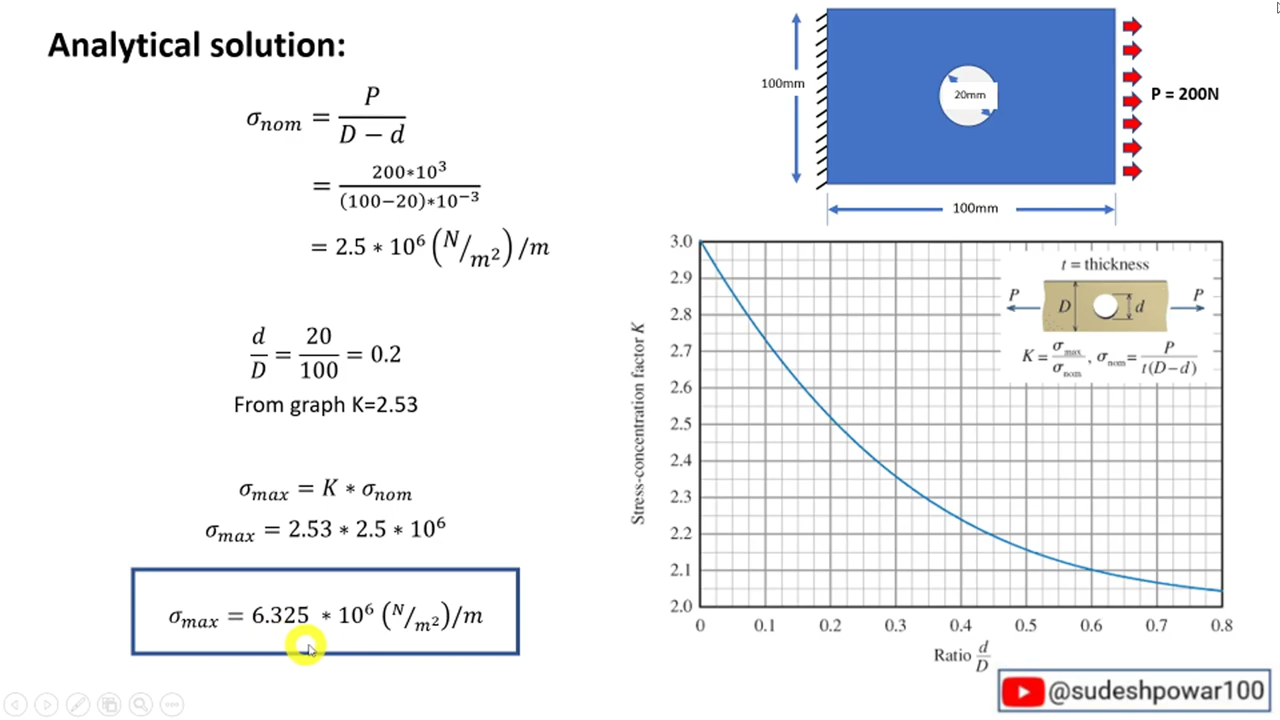 Analytical solution:
σ_nom = P / (D − d)
= 200*10³ / (100−20)*10⁻³
= 2.5 * 10⁶ (N/m²)/m
d/D = 20/100 = 0.2
From graph K=2.53
σ_max = K * σ_nom
σ_max = 2.53 * 2.5 * 10⁶
σ_max = 6.325 * 10⁶ (N/m²)/m
100mm
20mm
P = 200N
100mm
Stress-concentration factor K
3.0
2.9
2.8
2.7
2.6
2.5
2.4
2.3
2.2
2.1
2.0
t = thickness
P D d P
K = σ_max/σ_nom , σ_nom = P / t(D−d)
0 0.1 0.2 0.3 0.4 0.5 0.6 0.7 0.8
Ratio d/D
@sudeshpowar100